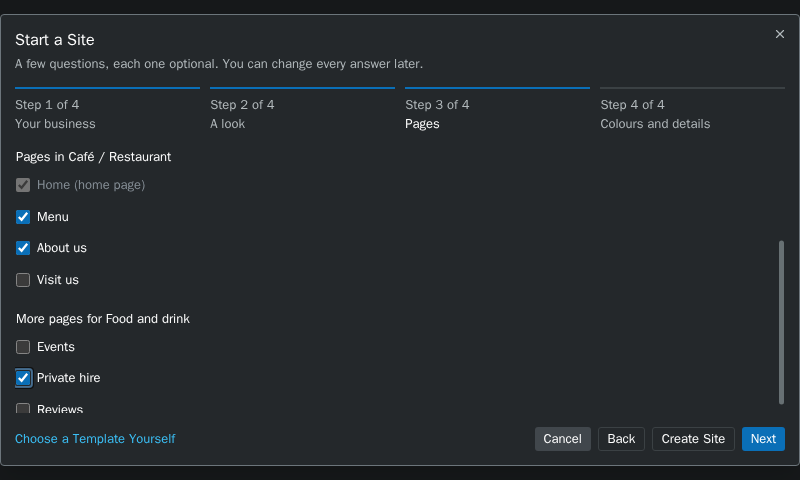 Start a Site
A few questions, each one optional. You can change every answer later.
Step 1 of 4
Your business
Step 2 of 4
A look
Step 3 of 4
Pages
Step 4 of 4
Colours and details
Pages in Café / Restaurant
Home (home page)
Menu
About us
Visit us
More pages for Food and drink
Events
Private hire
Reviews
Choose a Template Yourself
Cancel
Back
Create Site
Next